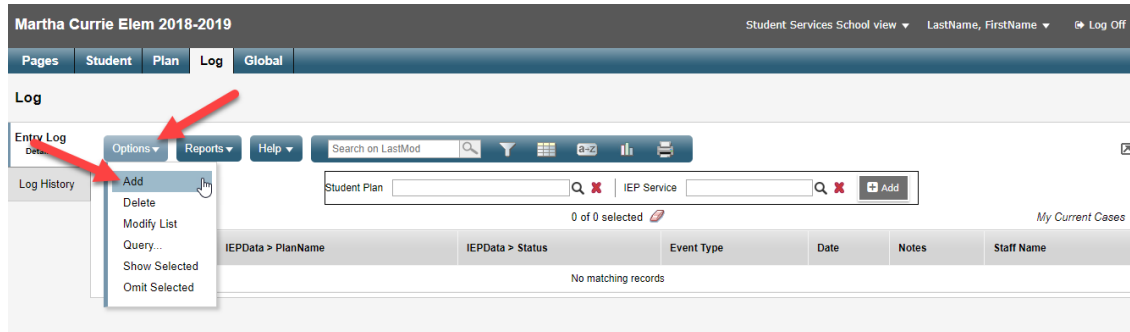 Martha Currie Elem 2018-2019 Student Services School view LastName, FirstName Log Off
Pages Student Plan Log Global
Log
Entry Log
Options Reports Help Search on LastMod a-z
Log History
Add
Delete
Modify List
Query...
Show Selected
Omit Selected
Student Plan IEP Service Add
0 of 0 selected My Current Cases
IEPData > PlanName IEPData > Status Event Type Date Notes Staff Name
No matching records